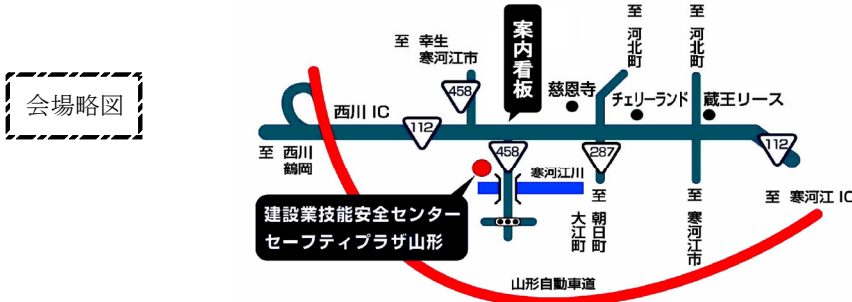 会場略図
至 幸生
寒河江市
458
案内看板
慈恩寺
至 河北町
至 河北町
チェリーランド
蔵王リース
西川 IC
112
458
287
112
至 西川
鶴岡
寒河江川
建設業技能安全センター
セーフティプラザ山形
至 朝日町
大江町
至 寒河江市
至 寒河江 IC
山形自動車道